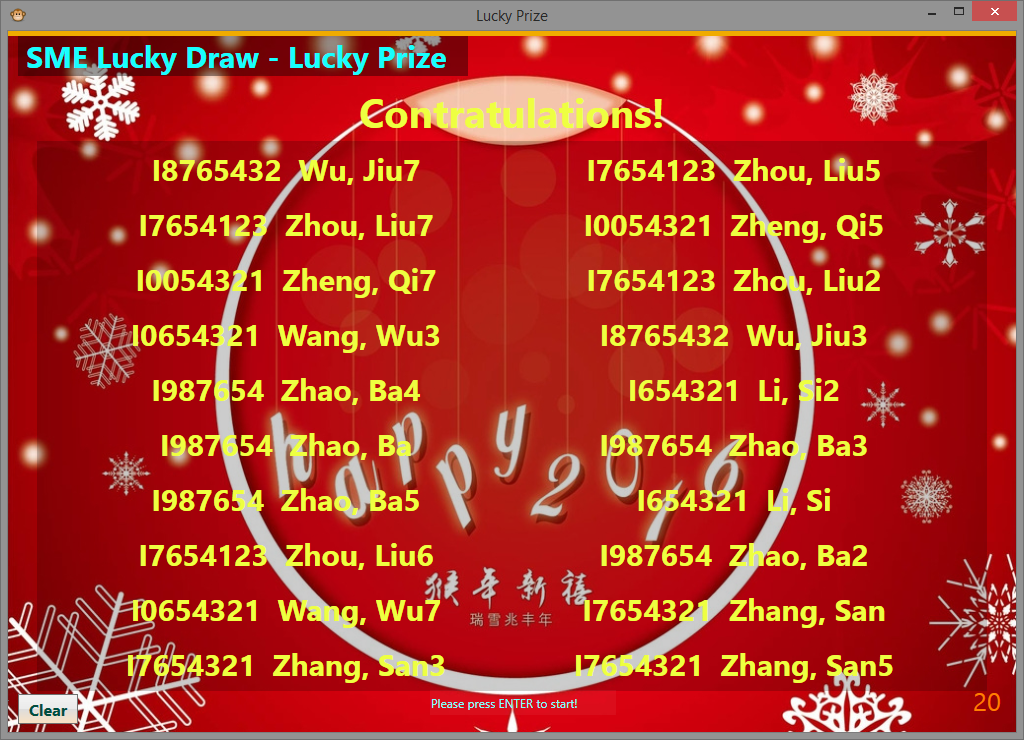 Lucky Prize
SME Lucky Draw - Lucky Prize
Contratulations!
I8765432 Wu, Jiu7
I7654123 Zhou, Liu5
I7654123 Zhou, Liu7
I0054321 Zheng, Qi5
I0054321 Zheng, Qi7
I7654123 Zhou, Liu2
I0654321 Wang, Wu3
I8765432 Wu, Jiu3
I987654 Zhao, Ba4
I654321 Li, Si2
I987654 Zhao, Ba
I987654 Zhao, Ba3
I987654 Zhao, Ba5
I654321 Li, Si
I7654123 Zhou, Liu6
I987654 Zhao, Ba2
I0654321 Wang, Wu7
I7654321 Zhang, San
I7654321 Zhang, San3
I7654321 Zhang, San5
happy 2016
猴年新禧
瑞雪兆丰年
Clear
Please press ENTER to start!
20